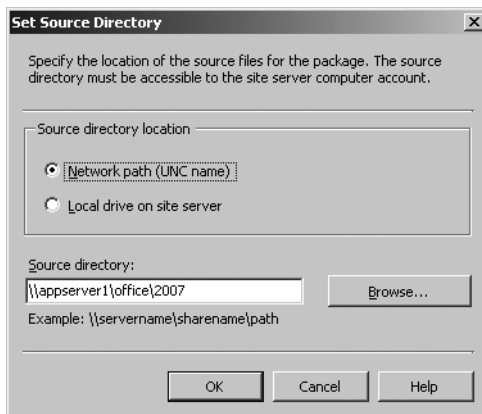 Set Source Directory
Specify the location of the source files for the package. The source
directory must be accessible to the site server computer account.
Source directory location
Network path (UNC name)
Local drive on site server
Source directory:
\\appserver1\office\2007
Browse...
Example: \\servername\sharename\path
OK Cancel Help